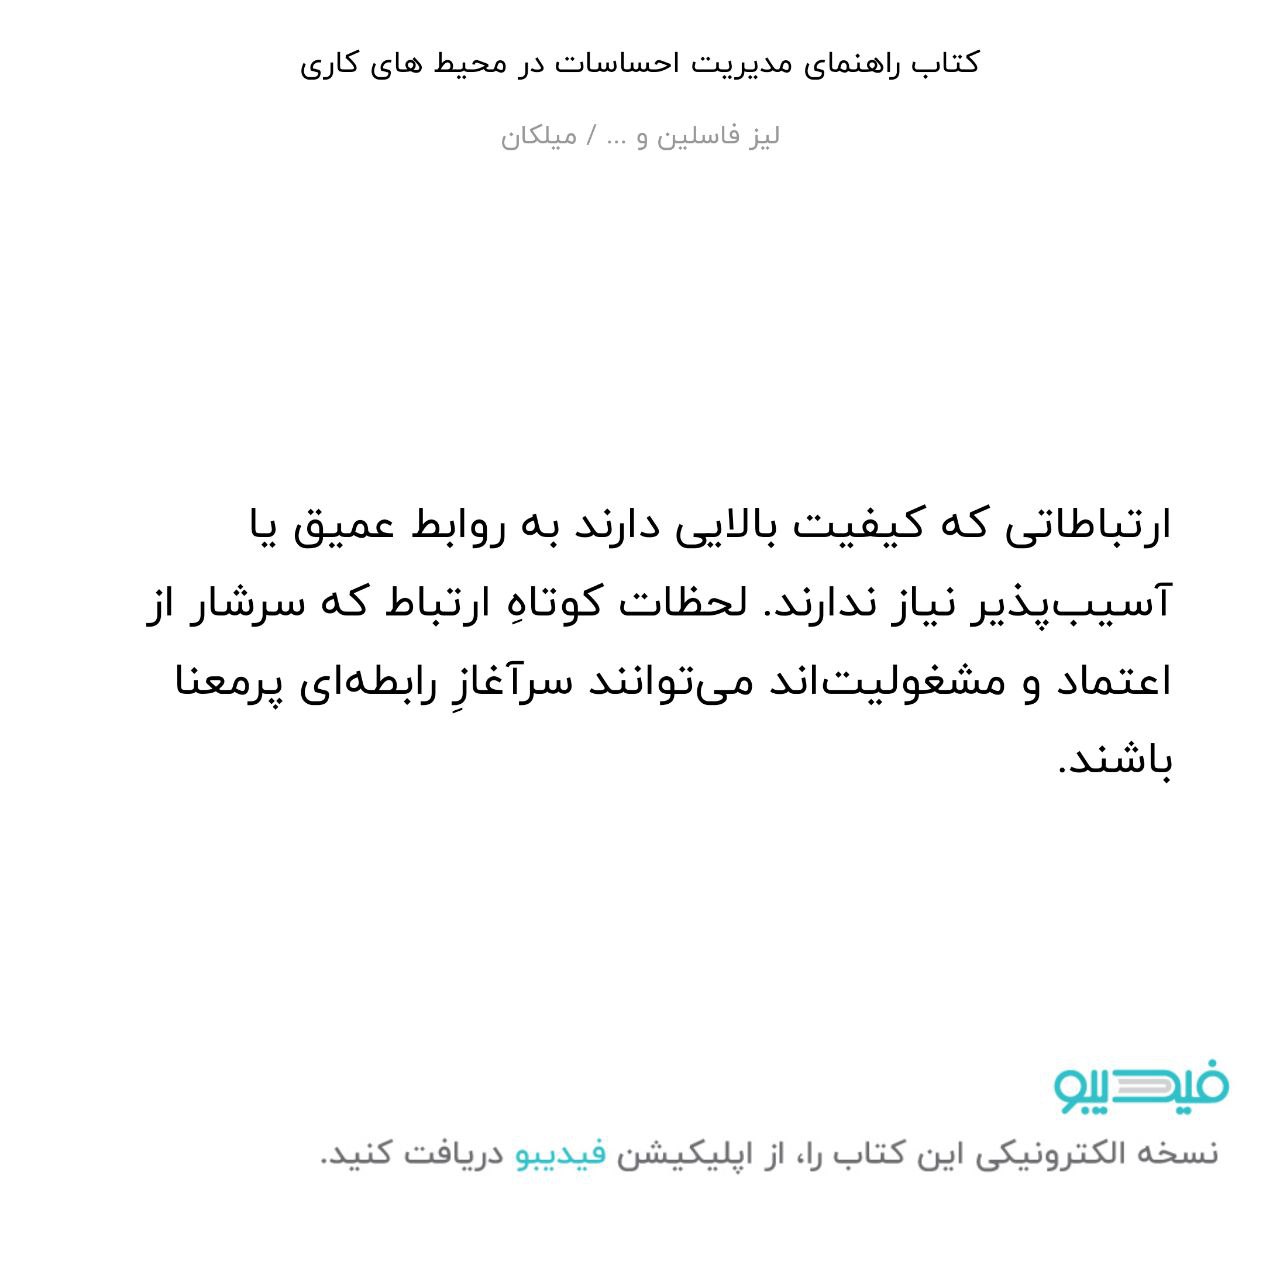 کتاب راهنمای مدیریت احساسات در محیط های کاری
لیز فاسلین و ... / میلکان
ارتباطاتی که کیفیت بالایی دارند به روابط عمیق یا
آسیب‌پذیر نیاز ندارند. لحظات کوتاهِ ارتباط که سرشار از
اعتماد و مشغولیت‌اند می‌توانند سرآغازِ رابطه‌ای پرمعنا
باشند.
فیدیبو
نسخه الکترونیکی این کتاب را، از اپلیکیشن فیدیبو دریافت کنید.